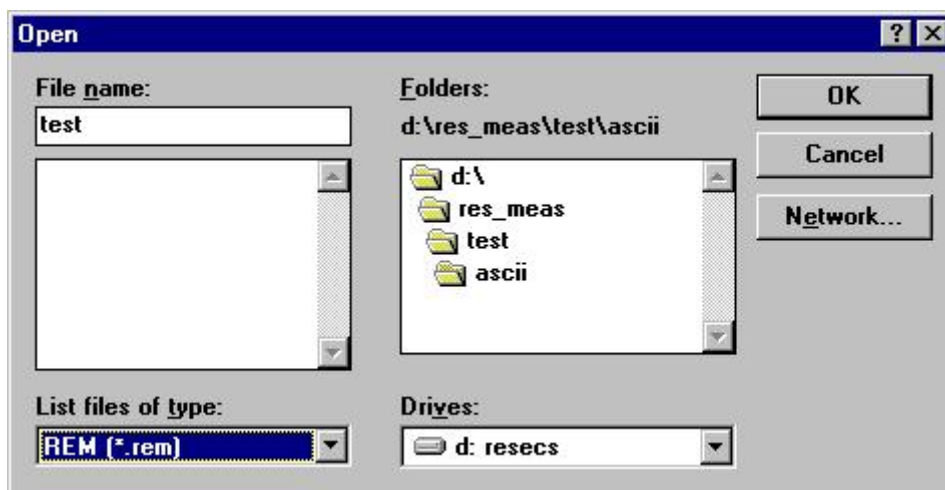 Open
File name:
test
Folders:
d:\res_meas\test\ascii
d:\
res_meas
test
ascii
OK
Cancel
Network...
List files of type:
REM (*.rem)
Drives:
d: resecs